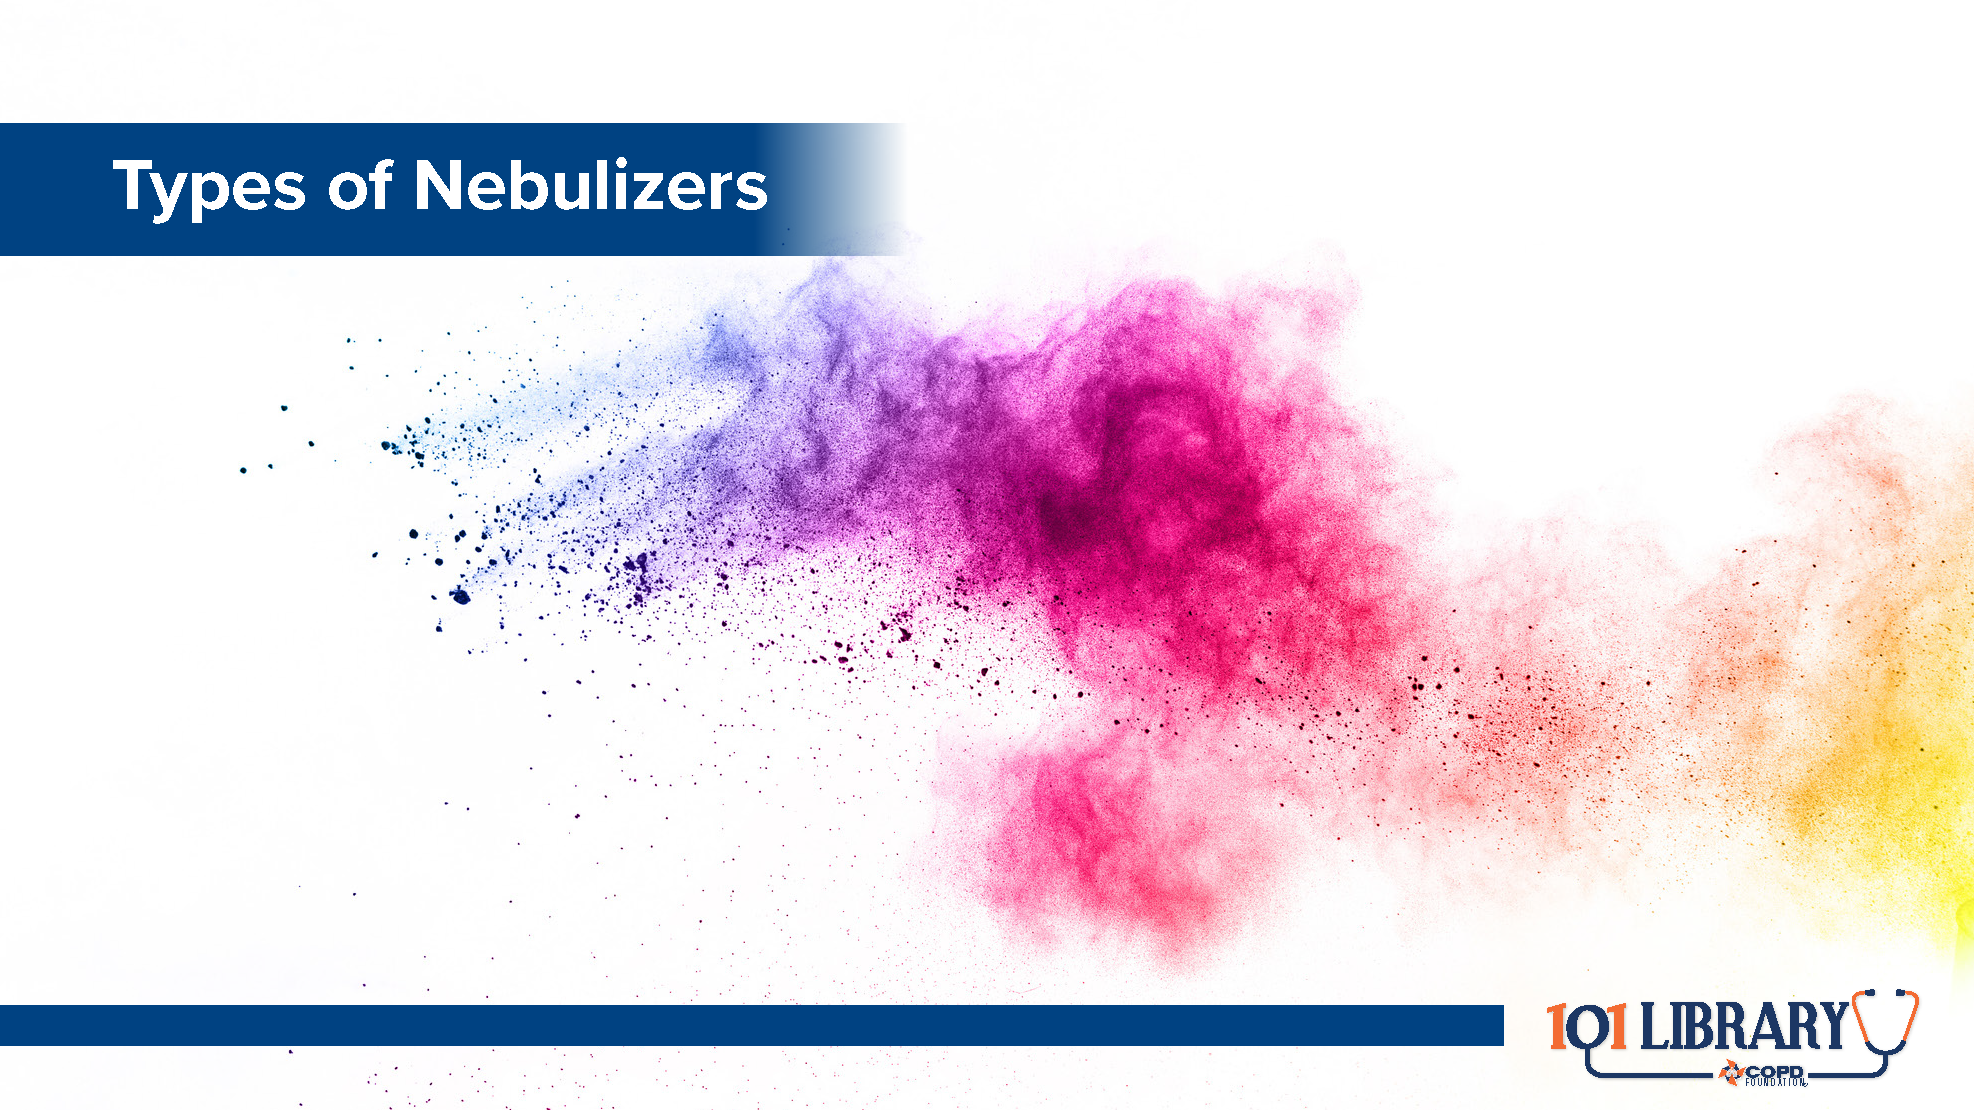 Types of Nebulizers
101 LIBRARY
COPD
FOUNDATION